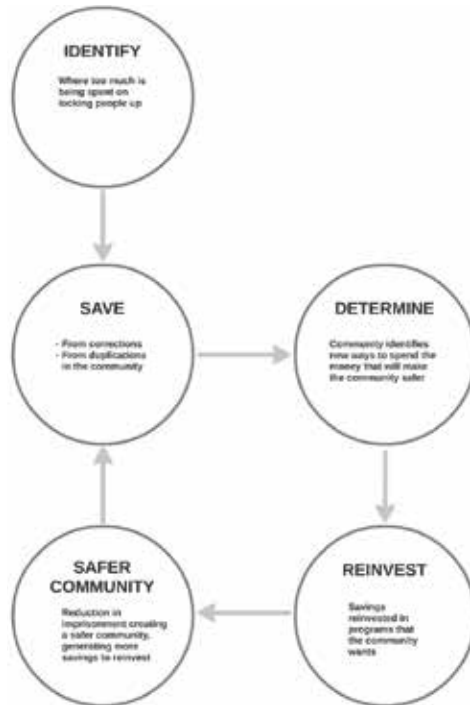 IDENTIFY
Where too much is
being spent on
locking people up
SAVE
- From corrections
- From duplications
in the community
DETERMINE
Community identifies
new ways to spend the
money that will make
the community safer
SAFER
COMMUNITY
Reduction in
imprisonment creating
a safer community,
generating more
savings to reinvest
REINVEST
Savings
reinvested in
programs that
the community
wants